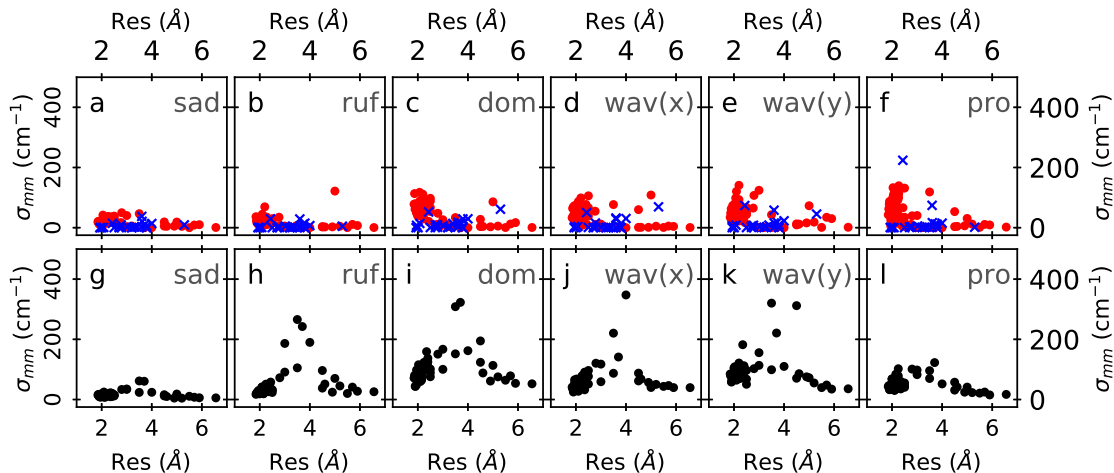 Res (Å) Res (Å) Res (Å) Res (Å) Res (Å) Res (Å)
2 4 6 2 4 6 2 4 6 2 4 6 2 4 6 2 4 6
a sad b ruf c dom d wav(x) e wav(y) f pro
400 200 0
σmm (cm⁻¹)
400 200 0
σmm (cm⁻¹)
g sad h ruf i dom j wav(x) k wav(y) l pro
400 200 0
σmm (cm⁻¹)
400 200 0
σmm (cm⁻¹)
2 4 6 2 4 6 2 4 6 2 4 6 2 4 6 2 4 6
Res (Å) Res (Å) Res (Å) Res (Å) Res (Å) Res (Å)